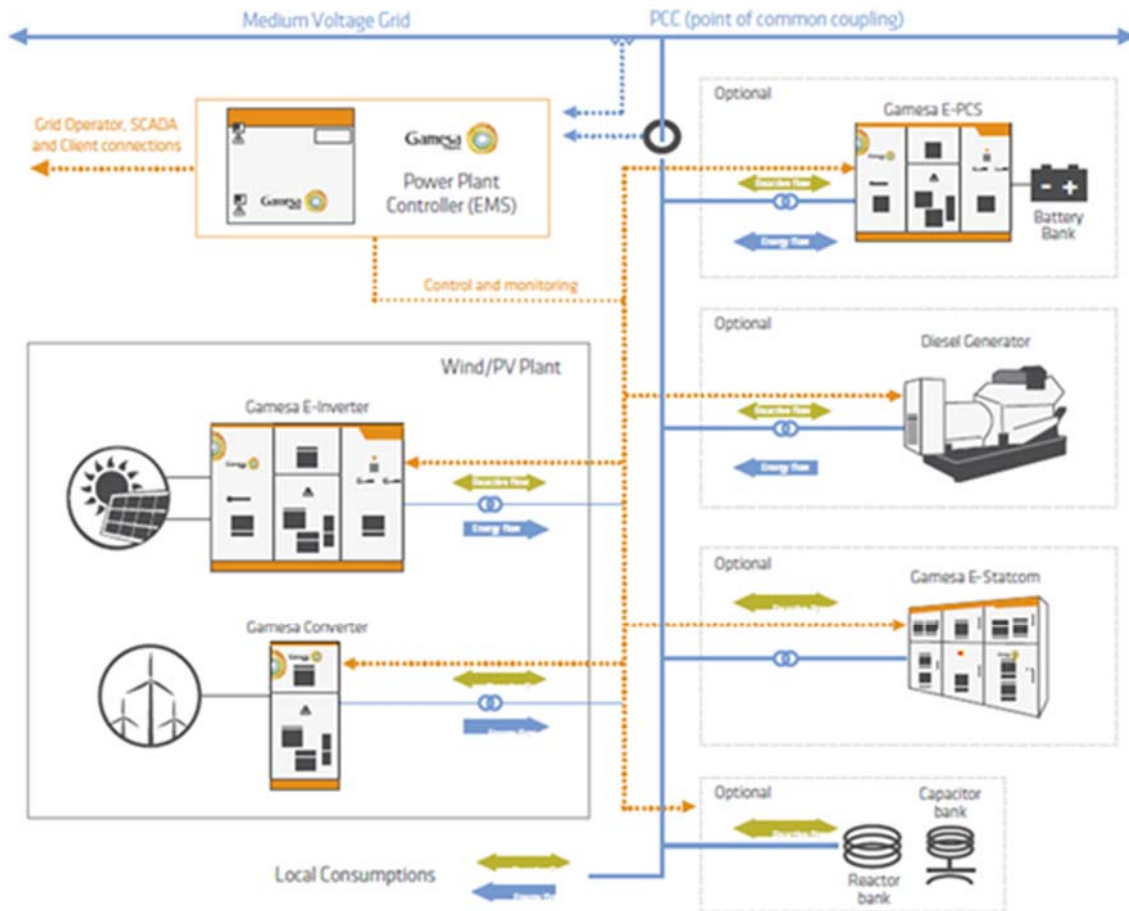 Medium Voltage Grid
PCC (point of common coupling)
Grid Operator, SCADA
and Client connections
Gamesa
Gamesa
Power Plant
Controller (EMS)
Control and monitoring
Optional
Gamesa E-PCS
Reactive flow
Energy flow
Battery
Bank
Optional
Diesel Generator
Reactive flow
Energy flow
Wind/PV Plant
Gamesa E-Inverter
Reactive flow
Energy flow
Gamesa Converter
Optional
Gamesa E-Statcom
Optional
Capacitor
bank
Reactor
bank
Local Consumptions